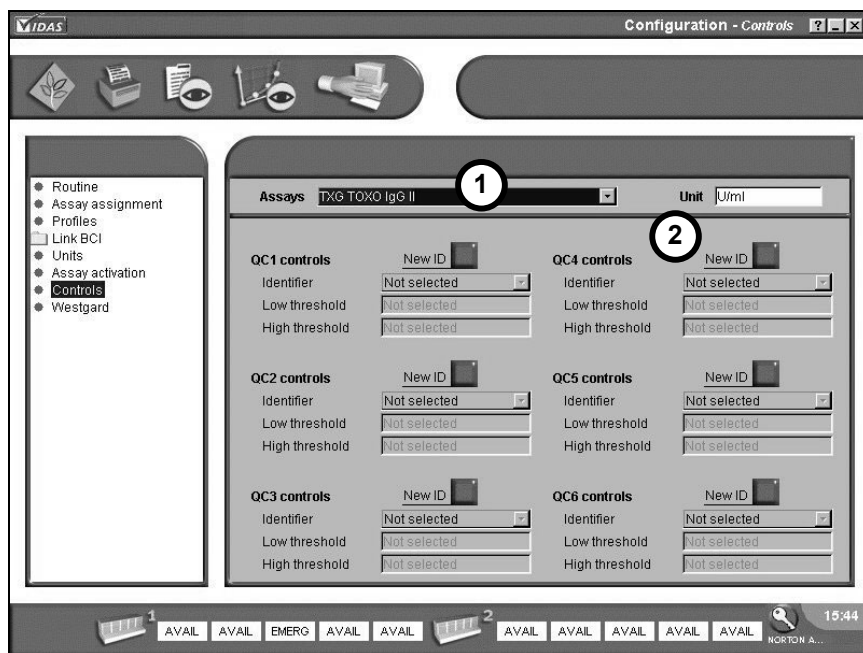 VIDAS
Configuration - Controls ? _ x
Routine
Assay assignment
Profiles
Link BCI
Units
Assay activation
Controls
Westgard
Assays TXG TOXO IgG II 1 Unit U/ml
2
QC1 controls New ID
Identifier Not selected
Low threshold Not selected
High threshold Not selected
QC4 controls New ID
Identifier Not selected
Low threshold Not selected
High threshold Not selected
QC2 controls New ID
Identifier Not selected
Low threshold Not selected
High threshold Not selected
QC5 controls New ID
Identifier Not selected
Low threshold Not selected
High threshold Not selected
QC3 controls New ID
Identifier Not selected
Low threshold Not selected
High threshold Not selected
QC6 controls New ID
Identifier Not selected
Low threshold Not selected
High threshold Not selected
1 AVAIL AVAIL EMERG AVAIL AVAIL 2 AVAIL AVAIL AVAIL AVAIL AVAIL 15:44
NORTON A...